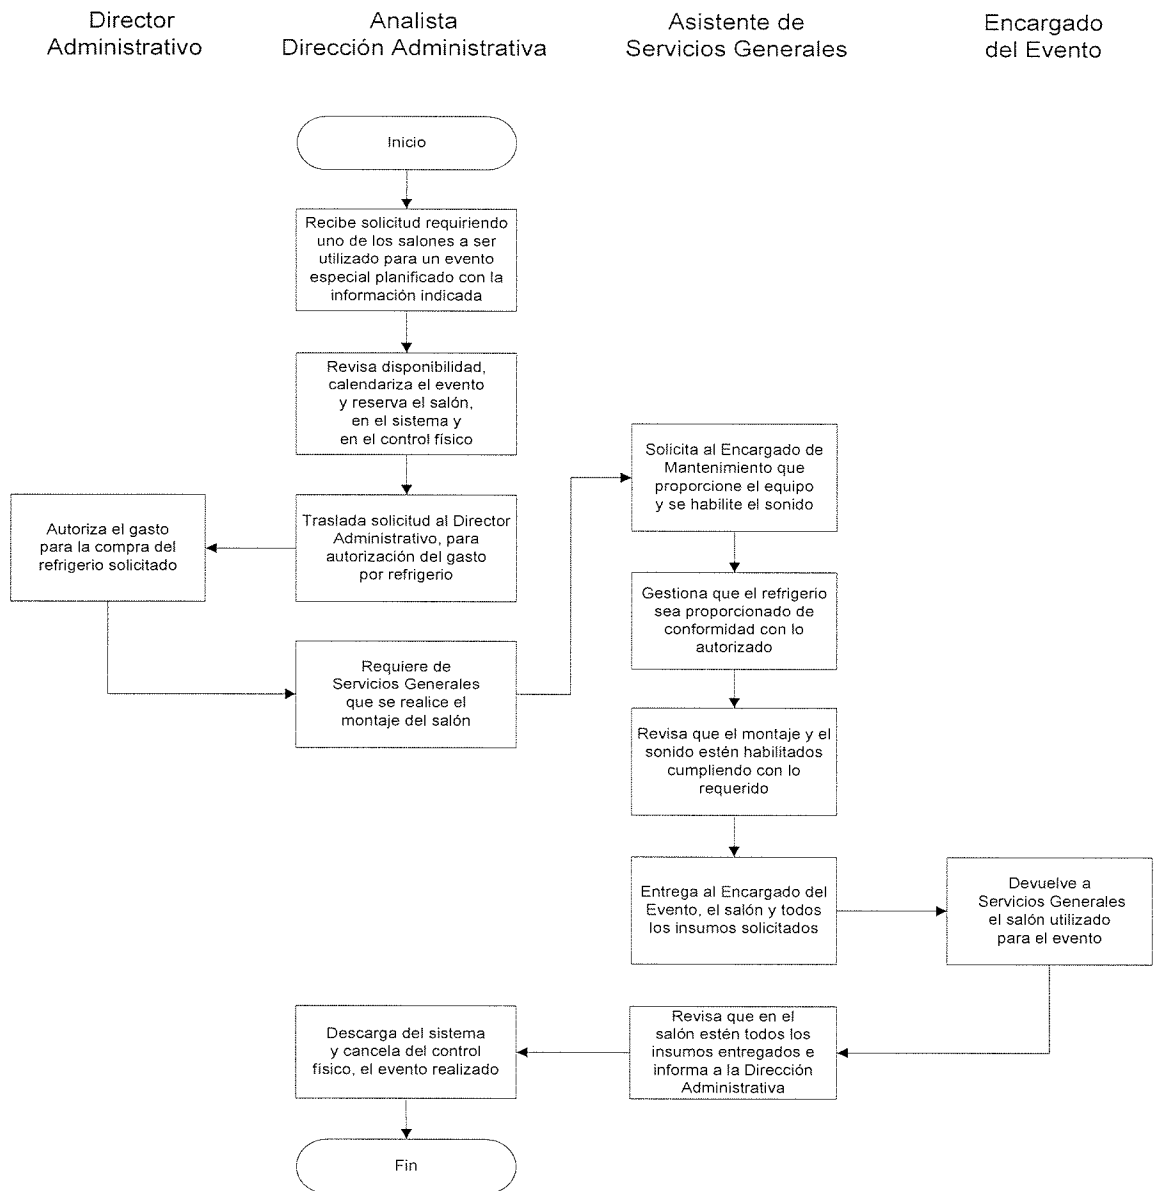 Director
Administrativo
Analista
Dirección Administrativa
Asistente de
Servicios Generales
Encargado
del Evento
Inicio
Recibe solicitud requiriendo
uno de los salones a ser
utilizado para un evento
especial planificado con la
información indicada
Revisa disponibilidad,
calendariza el evento
y reserva el salón,
en el sistema y
en el control físico
Traslada solicitud al Director
Administrativo, para
autorización del gasto
por refrigerio
Autoriza el gasto
para la compra del
refrigerio solicitado
Requiere de
Servicios Generales
que se realice el
montaje del salón
Solicita al Encargado de
Mantenimiento que
proporcione el equipo
y se habilite el sonido
Gestiona que el refrigerio
sea proporcionado de
conformidad con lo
autorizado
Revisa que el montaje y el
sonido estén habilitados
cumpliendo con lo
requerido
Entrega al Encargado del
Evento, el salón y todos
los insumos solicitados
Devuelve a
Servicios Generales
el salón utilizado
para el evento
Revisa que en el
salón estén todos los
insumos entregados e
informa a la Dirección
Administrativa
Descarga del sistema
y cancela del control
físico, el evento realizado
Fin